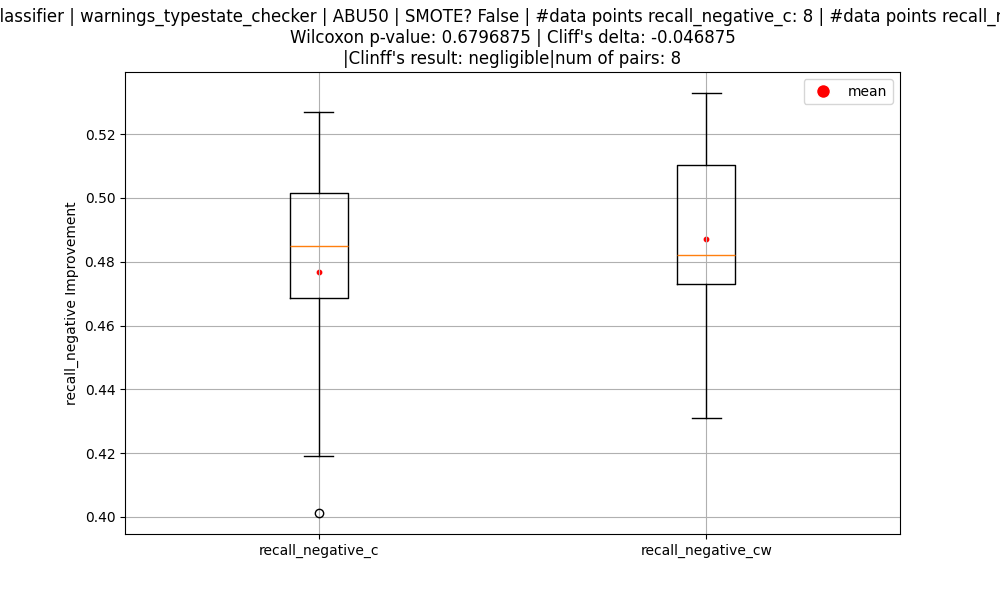 lassifier | warnings_typestate_checker | ABU50 | SMOTE? False | #data points recall_negative_c: 8 | #data points recall_
Wilcoxon p-value: 0.6796875 | Cliff's delta: -0.046875
|Clinff's result: negligible|num of pairs: 8
mean
recall_negative Improvement
0.52
0.50
0.48
0.46
0.44
0.42
0.40
recall_negative_c
recall_negative_cw